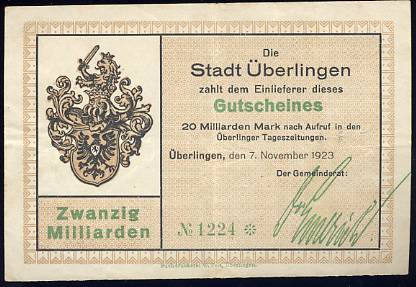 Die
Stadt Überlingen
zahlt dem Einlieferer dieses
Gutscheines
20 Milliarden Mark nach Aufruf in den
Überlinger Tageszeitungen.
Überlingen, den 7. November 1923
Der Gemeinderat:
Zwanzig
Milliarden
№ 1224 ※
Überlingen.